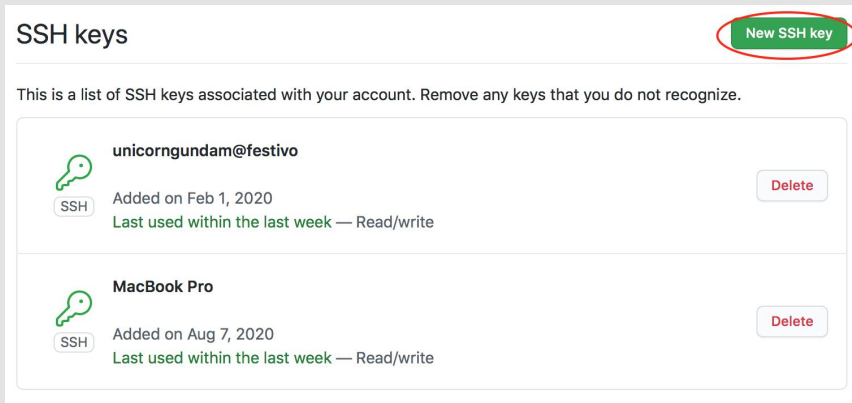 SSH keys
New SSH key
This is a list of SSH keys associated with your account. Remove any keys that you do not recognize.
unicorngundam@festivo
SSH
Added on Feb 1, 2020
Last used within the last week — Read/write
Delete
MacBook Pro
SSH
Added on Aug 7, 2020
Last used within the last week — Read/write
Delete